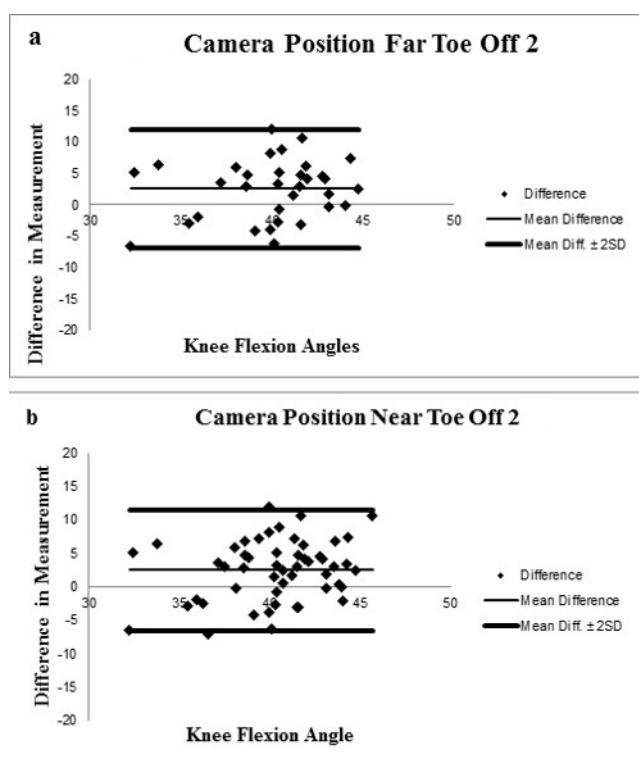 a
Camera Position Far Toe Off 2
20
15
10
5
0
-5
-10
-15
-20
30
35
40
45
50
Difference in Measurement
Knee Flexion Angles
Difference
Mean Difference
Mean Diff. ± 2SD
b
Camera Position Near Toe Off 2
20
15
10
5
0
-5
-10
-15
-20
30
35
40
45
50
Difference in Measurement
Knee Flexion Angle
Difference
Mean Difference
Mean Diff. ± 2SD